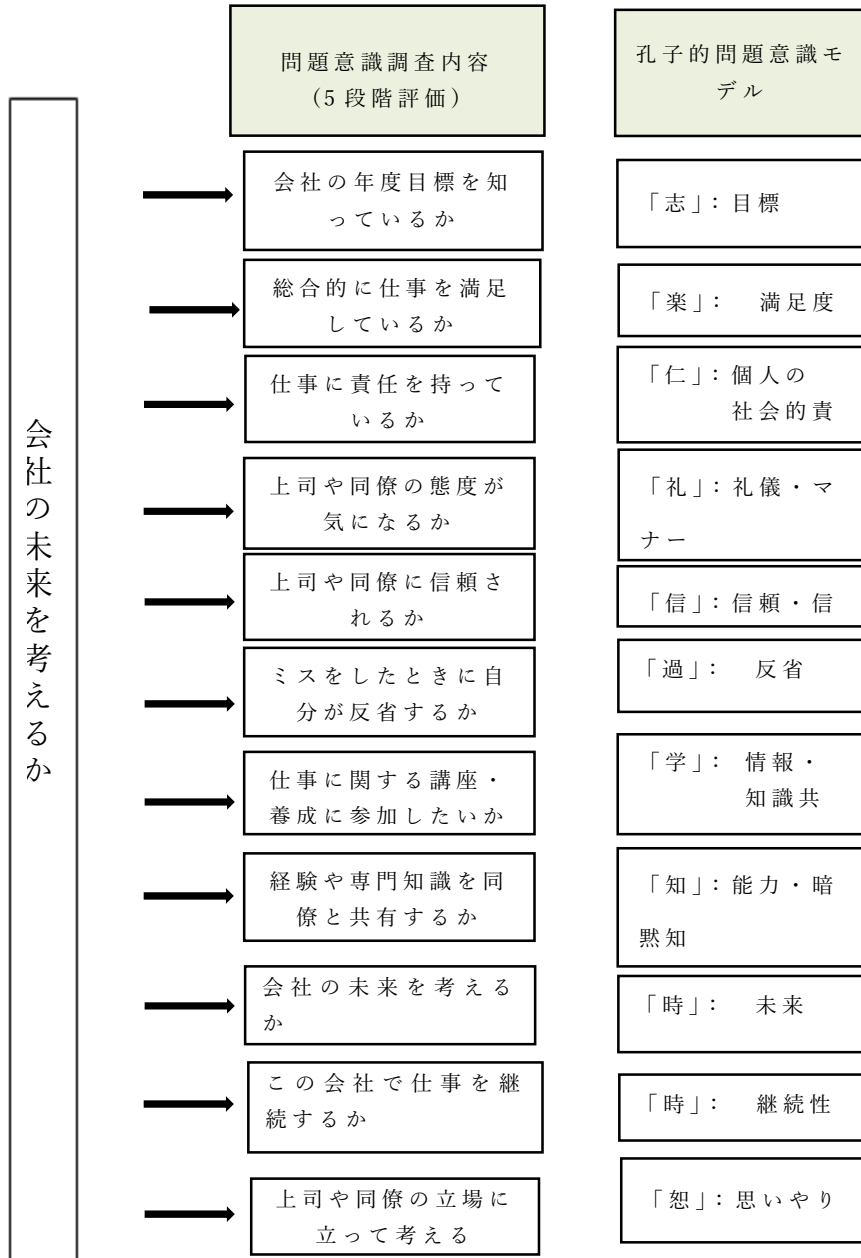 問題意識調査内容
（5段階評価）
孔子的問題意識モ
デル
会社の未来を考えるか
会社の年度目標を知
っているか
「志」：目標
総合的に仕事を満足
しているか
「楽」： 満足度
仕事に責任を持って
いるか
「仁」：個人の
社会的責
上司や同僚の態度が
気になるか
「礼」：礼儀・マ
ナー
上司や同僚に信頼さ
れるか
「信」：信頼・信
ミスをしたときに自
分が反省するか
「過」： 反省
仕事に関する講座・
養成に参加したいか
「学」： 情報・
知識共
経験や専門知識を同
僚と共有するか
「知」：能力・暗
黙知
会社の未来を考える
か
「時」： 未来
この会社で仕事を継
続するか
「時」： 継続性
上司や同僚の立場に
立って考える
「恕」：思いやり